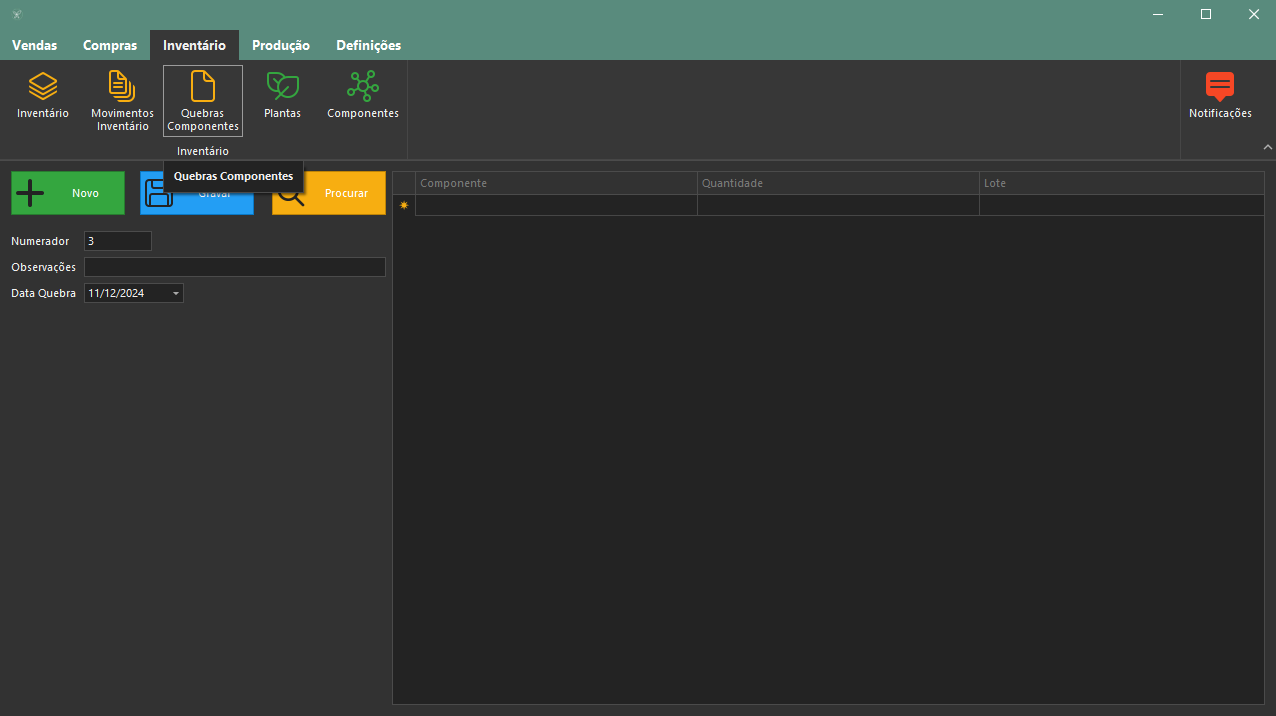 Vendas Compras Inventário Produção Definições
Inventário
Movimentos Inventário
Quebras Componentes
Plantas
Componentes
Notificações
Inventário
Quebras Componentes
Novo
Gravar
Procurar
Numerador 3
Observações
Data Quebra 11/12/2024
Componente Quantidade Lote